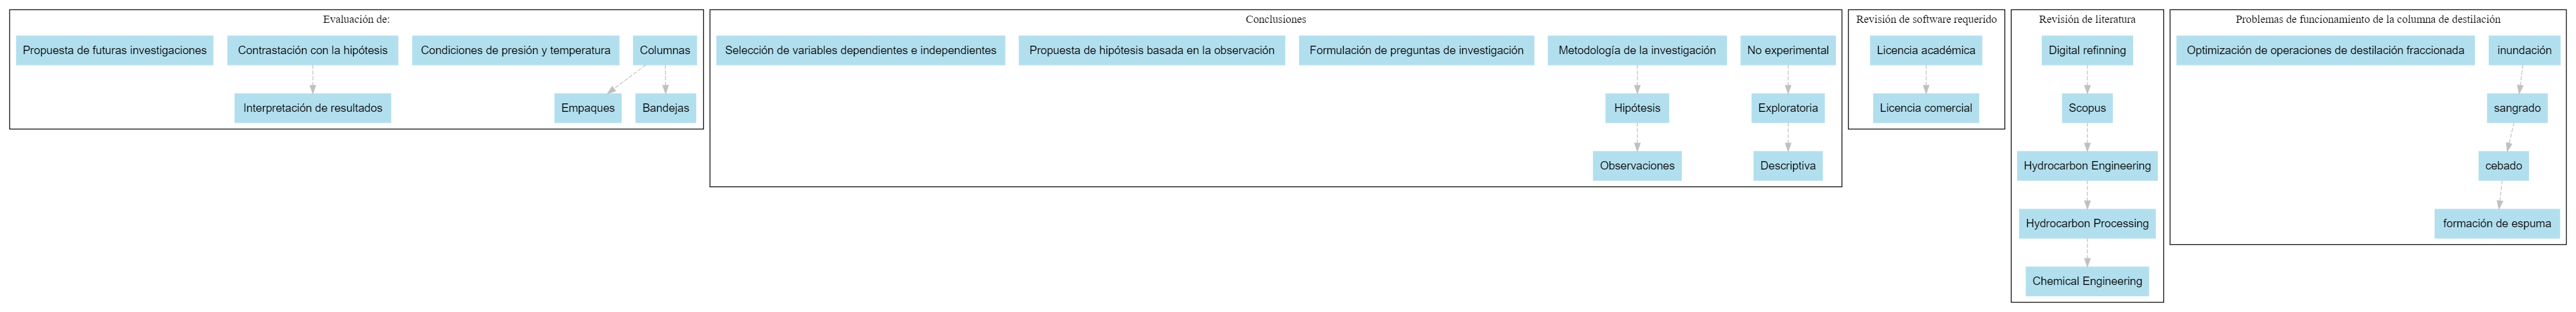 Evaluación de:
Propuesta de futuras investigaciones
Contrastación con la hipótesis
Condiciones de presión y temperatura
Columnas
Interpretación de resultados
Empaques
Bandejas
Conclusiones
Selección de variables dependientes e independientes
Propuesta de hipótesis basada en la observación
Formulación de preguntas de investigación
Metodología de la investigación
No experimental
Hipótesis
Exploratoria
Observaciones
Descriptiva
Revisión de software requerido
Licencia académica
Licencia comercial
Revisión de literatura
Digital refinning
Scopus
Hydrocarbon Engineering
Hydrocarbon Processing
Chemical Engineering
Problemas de funcionamiento de la columna de destilación
Optimización de operaciones de destilación fraccionada
inundación
sangrado
cebado
formación de espuma